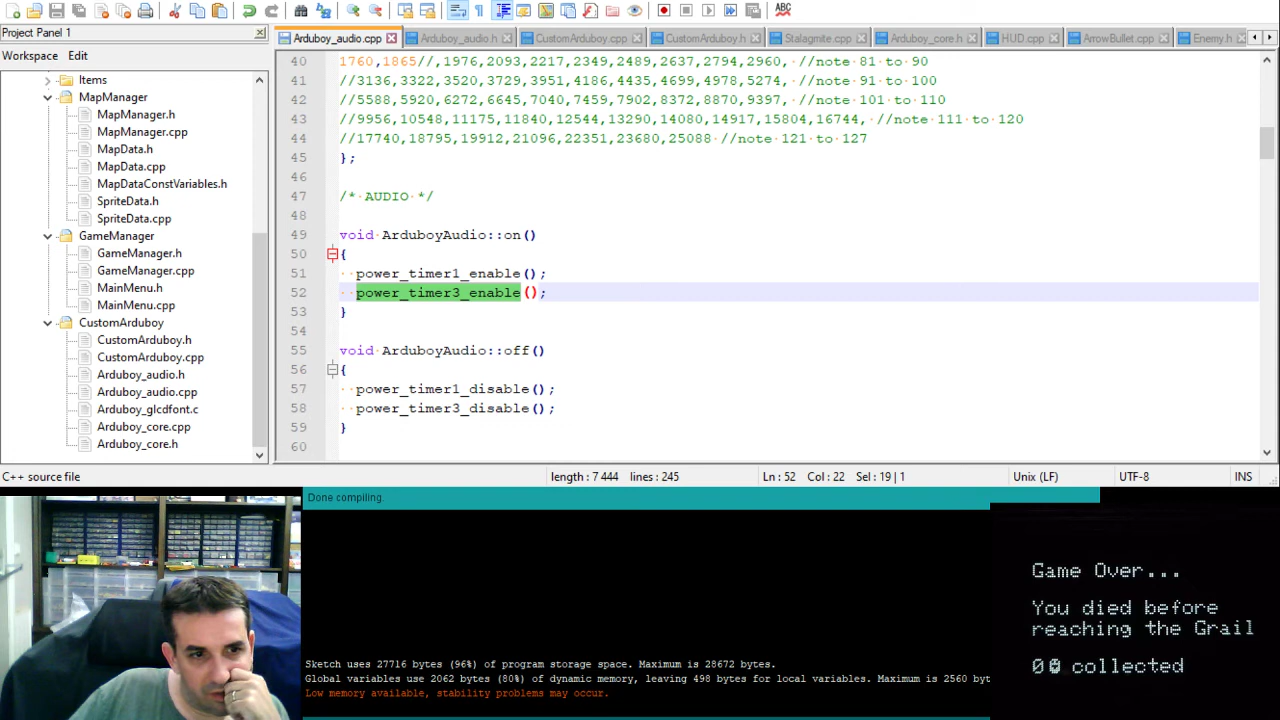 Project Panel 1
Workspace Edit
Items
MapManager
MapManager.h
MapManager.cpp
MapData.h
MapData.cpp
MapDataConstVariables.h
SpriteData.h
SpriteData.cpp
GameManager
GameManager.h
GameManager.cpp
MainMenu.h
MainMenu.cpp
CustomArduboy
CustomArduboy.h
CustomArduboy.cpp
Arduboy_audio.h
Arduboy_audio.cpp
Arduboy_glcdfont.c
Arduboy_core.cpp
Arduboy_core.h
ABC
Arduboy_audio.cpp Arduboy_audio.h CustomArduboy.cpp CustomArduboy.h Stalagmite.cpp Arduboy_core.h HUD.cpp ArrowBullet.cpp Enemy.h
40 1760,1865//,1976,2093,2217,2349,2489,2637,2794,2960, //note 81 to 90
41 //3136,3322,3520,3729,3951,4186,4435,4699,4978,5274, //note 91 to 100
42 //5588,5920,6272,6645,7040,7459,7902,8372,8870,9397, //note 101 to 110
43 //9956,10548,11175,11840,12544,13290,14080,14917,15804,16744, //note 111 to 120
44 //17740,18795,19912,21096,22351,23680,25088 //note 121 to 127
45 };
46
47 /* AUDIO */
48
49 void ArduboyAudio::on()
50 {
51 power_timer1_enable();
52 power_timer3_enable();
53 }
54
55 void ArduboyAudio::off()
56 {
57 power_timer1_disable();
58 power_timer3_disable();
59 }
60
C++ source file length : 7 444 lines : 245 Ln : 52 Col : 22 Sel : 19 | 1 Unix (LF) UTF-8 INS
Done compiling.
Sketch uses 27716 bytes (96%) of program storage space. Maximum is 28672 bytes.
Global variables use 2062 bytes (80%) of dynamic memory, leaving 498 bytes for local variables. Maximum is 2560 byt
Low memory available, stability problems may occur.
Game Over...
You died before
reaching the Grail
collected